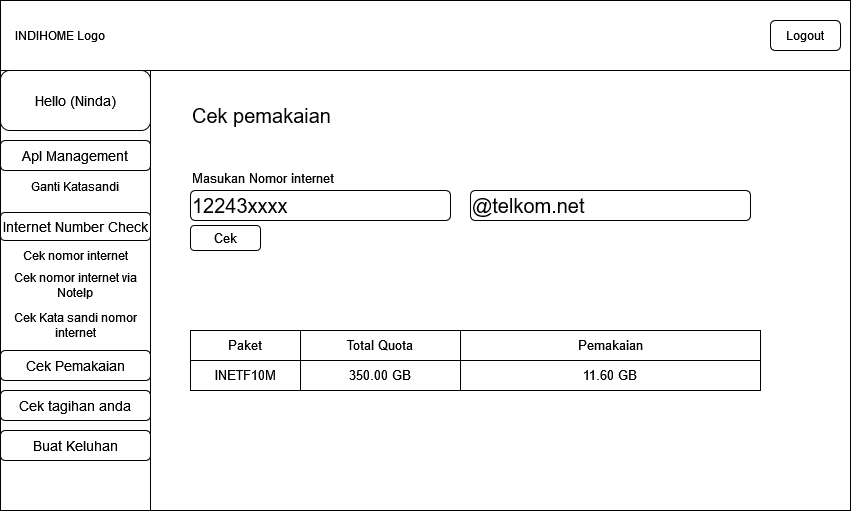 INDIHOME Logo
Logout
Hello (Ninda)
ApI Management
Ganti Katasandi
Internet Number Check
Cek nomor internet
Cek nomor internet via
Notelp
Cek Kata sandi nomor
internet
Cek Pemakaian
Cek tagihan anda
Buat Keluhan
Cek pemakaian
Masukan Nomor internet
12243xxxx
@telkom.net
Cek
Paket Total Quota Pemakaian
INETF10M 350.00 GB 11.60 GB